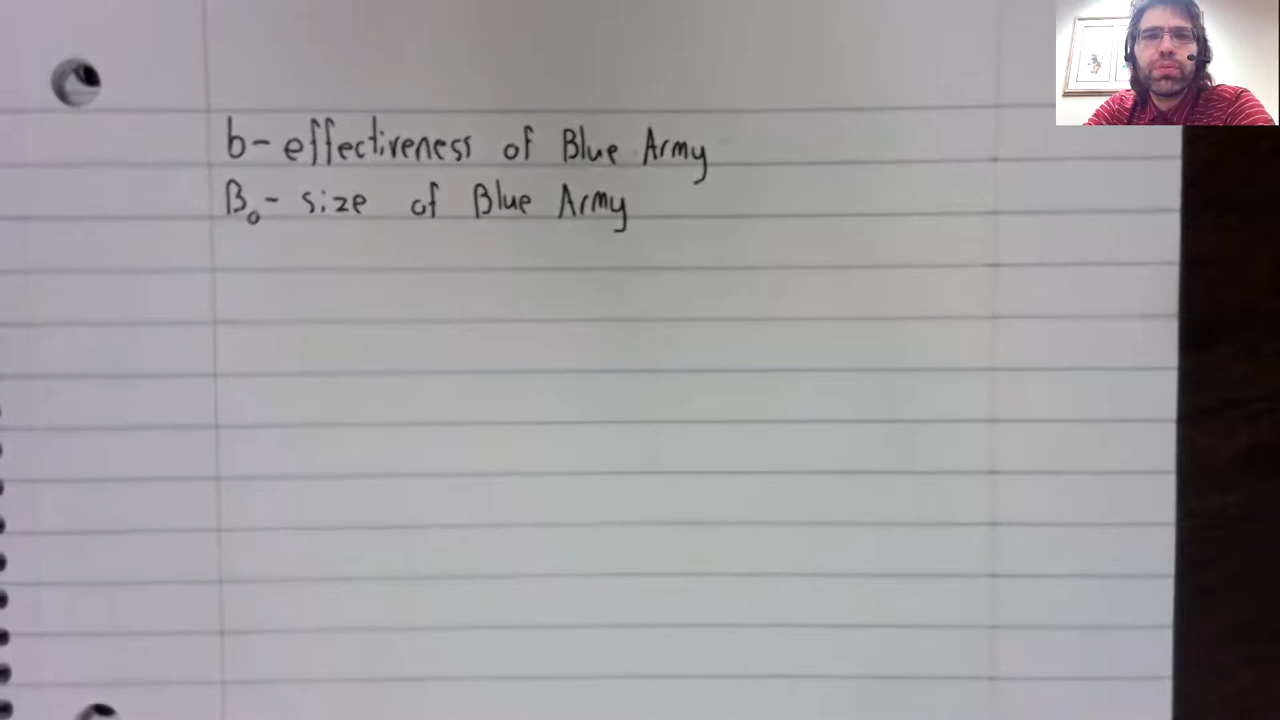 b - effectiveness of Blue Army
B₀ - size of Blue Army